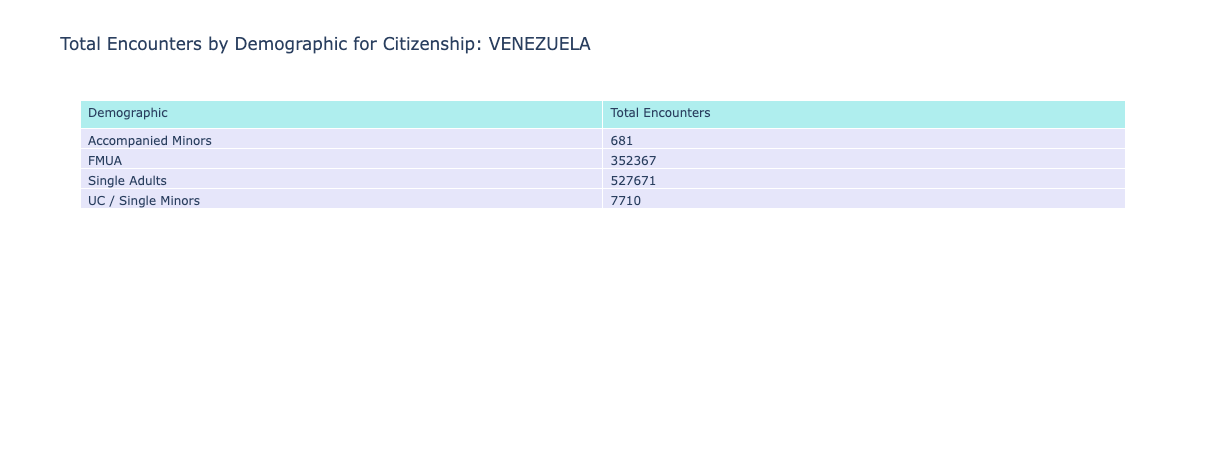 Total Encounters by Demographic for Citizenship: VENEZUELA
Demographic Total Encounters
Accompanied Minors 681
FMUA 352367
Single Adults 527671
UC / Single Minors 7710